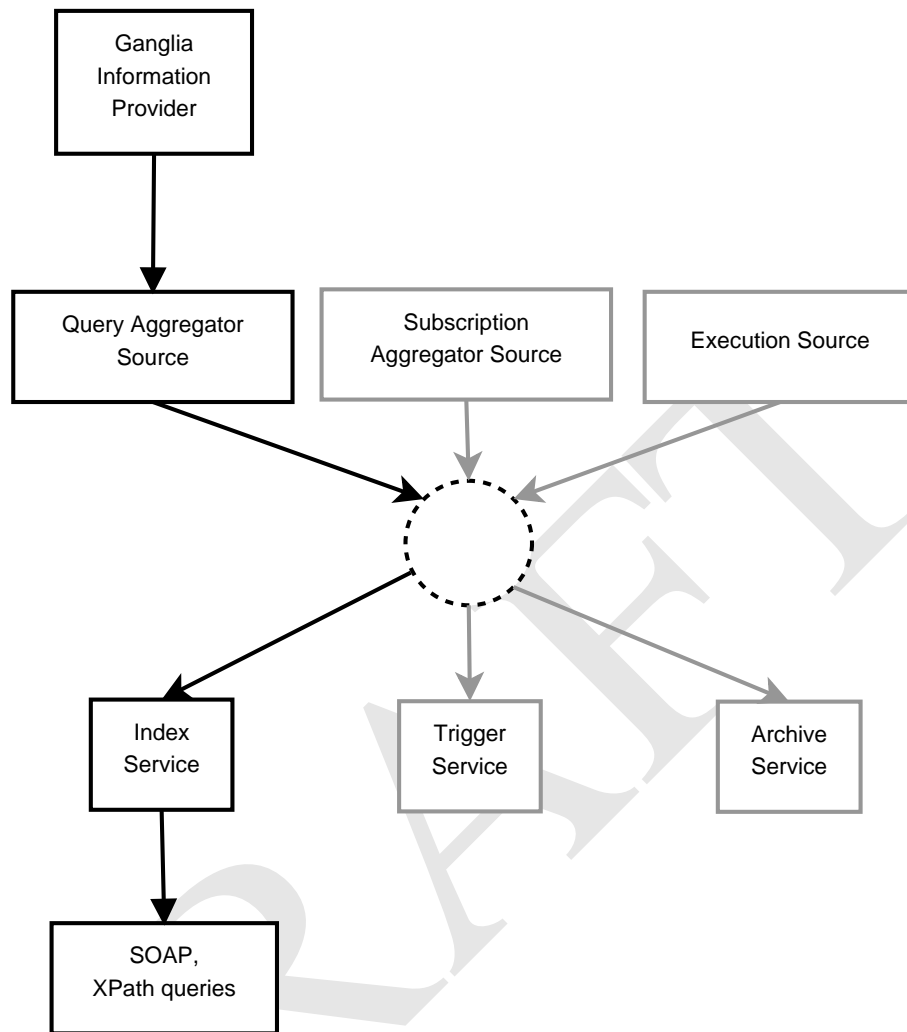 Ganglia
Information
Provider
Query Aggregator
Source
Subscription
Aggregator Source
Execution Source
Index
Service
Trigger
Service
Archive
Service
SOAP,
XPath queries
RAFT